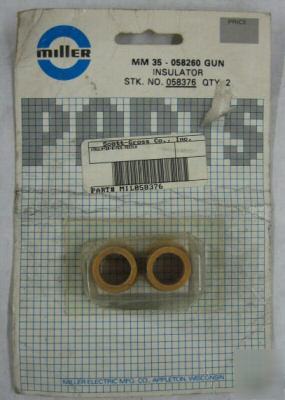 PRICE
miller
MM 35 - 058260 GUN
INSULATOR
STK. NO. 058376 QTY. 2
PARTS
Scott-Gross Co., Inc.
PART# MIL058376
MILLER ELECTRIC MFG. CO., APPLETON, WISCONSIN